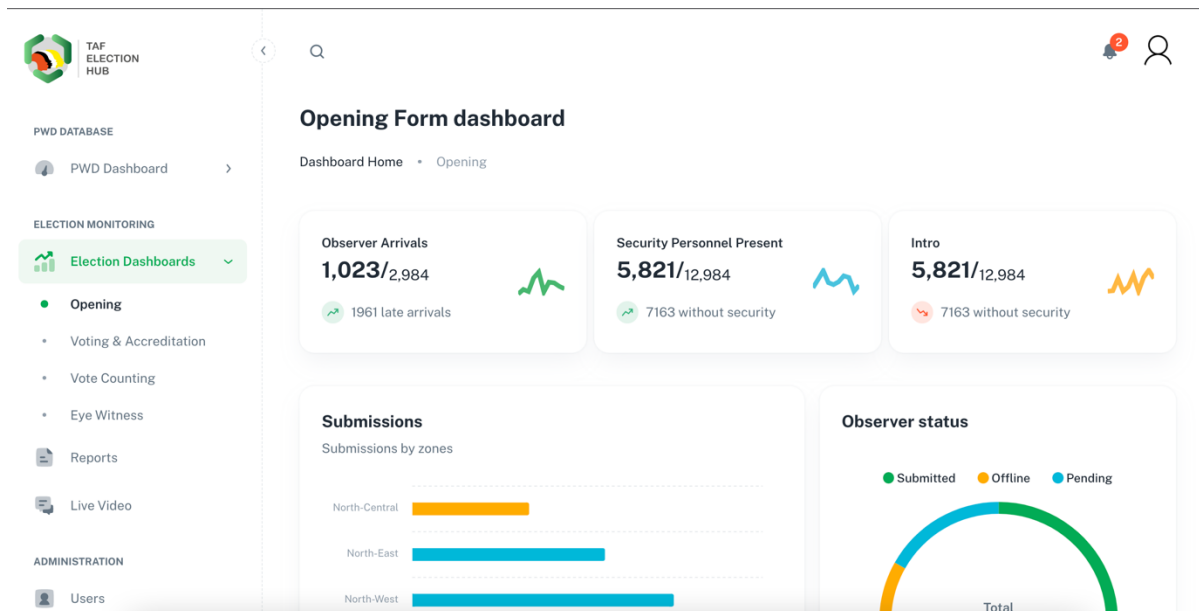 TAF
ELECTION
HUB
2
Opening Form dashboard
Dashboard Home • Opening
PWD DATABASE
PWD Dashboard
ELECTION MONITORING
Election Dashboards
Opening
Voting & Accreditation
Vote Counting
Eye Witness
Reports
Live Video
ADMINISTRATION
Users
Observer Arrivals
1,023/2,984
1961 late arrivals
Security Personnel Present
5,821/12,984
7163 without security
Intro
5,821/12,984
7163 without security
Submissions
Submissions by zones
North-Central
North-East
North-West
Observer status
Submitted Offline Pending
Total